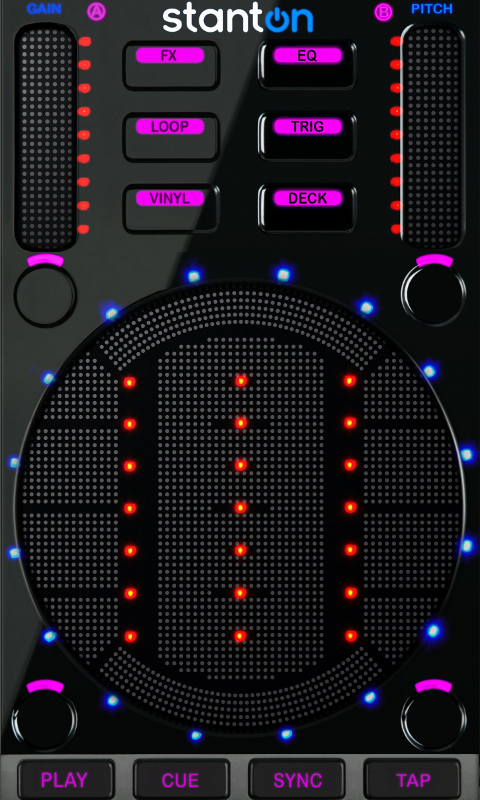 GAIN A stanton B PITCH
FX EQ
LOOP TRIG
VINYL DECK
PLAY CUE SYNC TAP